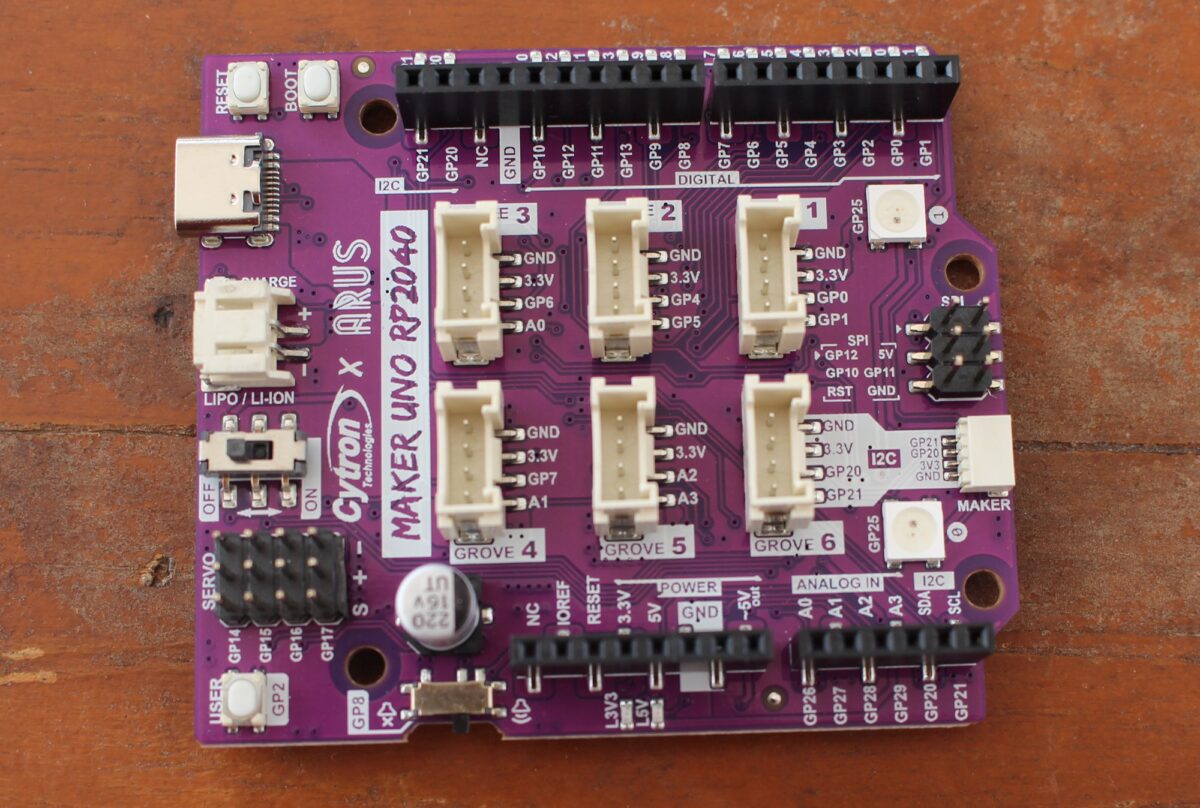 RESET
BOOT
GP21
GP20
NC
GND
GP10
GP12
GP11
GP13
GP9
GP8
GP7
GP6
GP5
GP4
GP3
GP2
GP0
GP1
I2C
DIGITAL
3
2
1
GP25
1
GND
3.3V
GP6
A0
GND
3.3V
GP4
GP5
GND
3.3V
GP0
GP1
SPI
GP12 5V
GP10 GP11
RST GND
+
-
LIPO / LI-ION
OFF
ON
Cytron
Technologies
X
ARUS
MAKER UNO RP2040
GND
3.3V
GP7
A1
GROVE 4
GND
3.3V
A2
A3
GROVE 5
GND
3.3V
GP20
GP21
GROVE 6
I2C
GP21
GP20
3V3
GND
MAKER
GP25
0
SERVO
S + -
GP14
GP15
GP16
GP17
220
16V
UT
USER
GP2
GP8
NC
IOREF
RESET
3.3V
5V
POWER
GND
~5V
out
L3V3
L5V
ANALOG IN
I2C
A0
A1
A2
A3
SDA
SCL
GP26
GP27
GP28
GP29
GP20
GP21